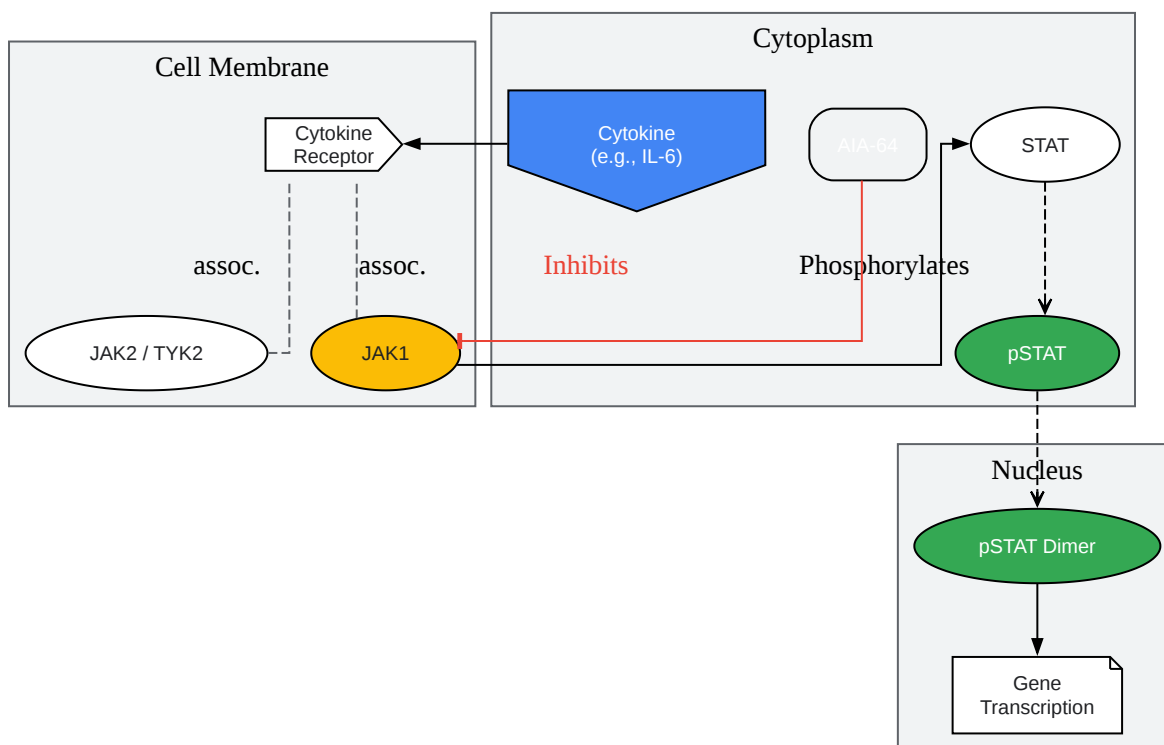 Cytoplasm
Cell Membrane
Cytokine
Receptor
Cytokine
(e.g., IL-6)
AIA-64
STAT
assoc.
assoc.
Inhibits
Phosphorylates
JAK2 / TYK2
JAK1
pSTAT
Nucleus
pSTAT Dimer
Gene
Transcription